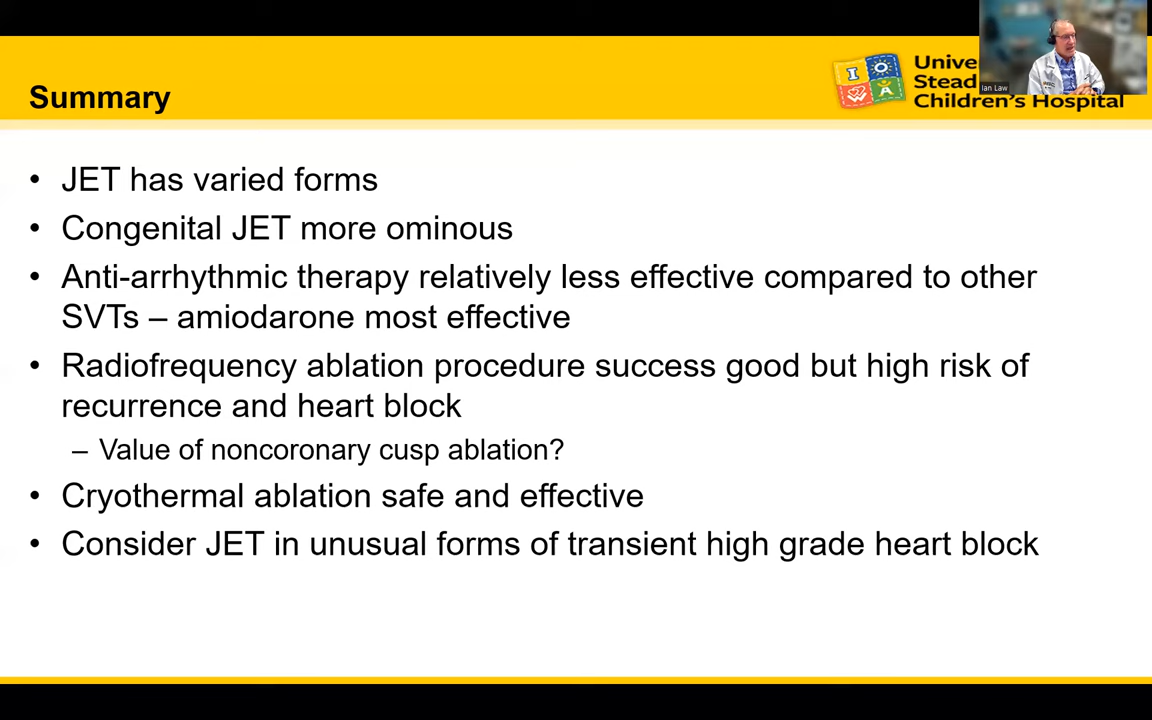 Summary
I O
W A
Unive
Stead
Children's Hospital
Ian Law
• JET has varied forms
• Congenital JET more ominous
• Anti-arrhythmic therapy relatively less effective compared to other
SVTs – amiodarone most effective
• Radiofrequency ablation procedure success good but high risk of
recurrence and heart block
– Value of noncoronary cusp ablation?
• Cryothermal ablation safe and effective
• Consider JET in unusual forms of transient high grade heart block